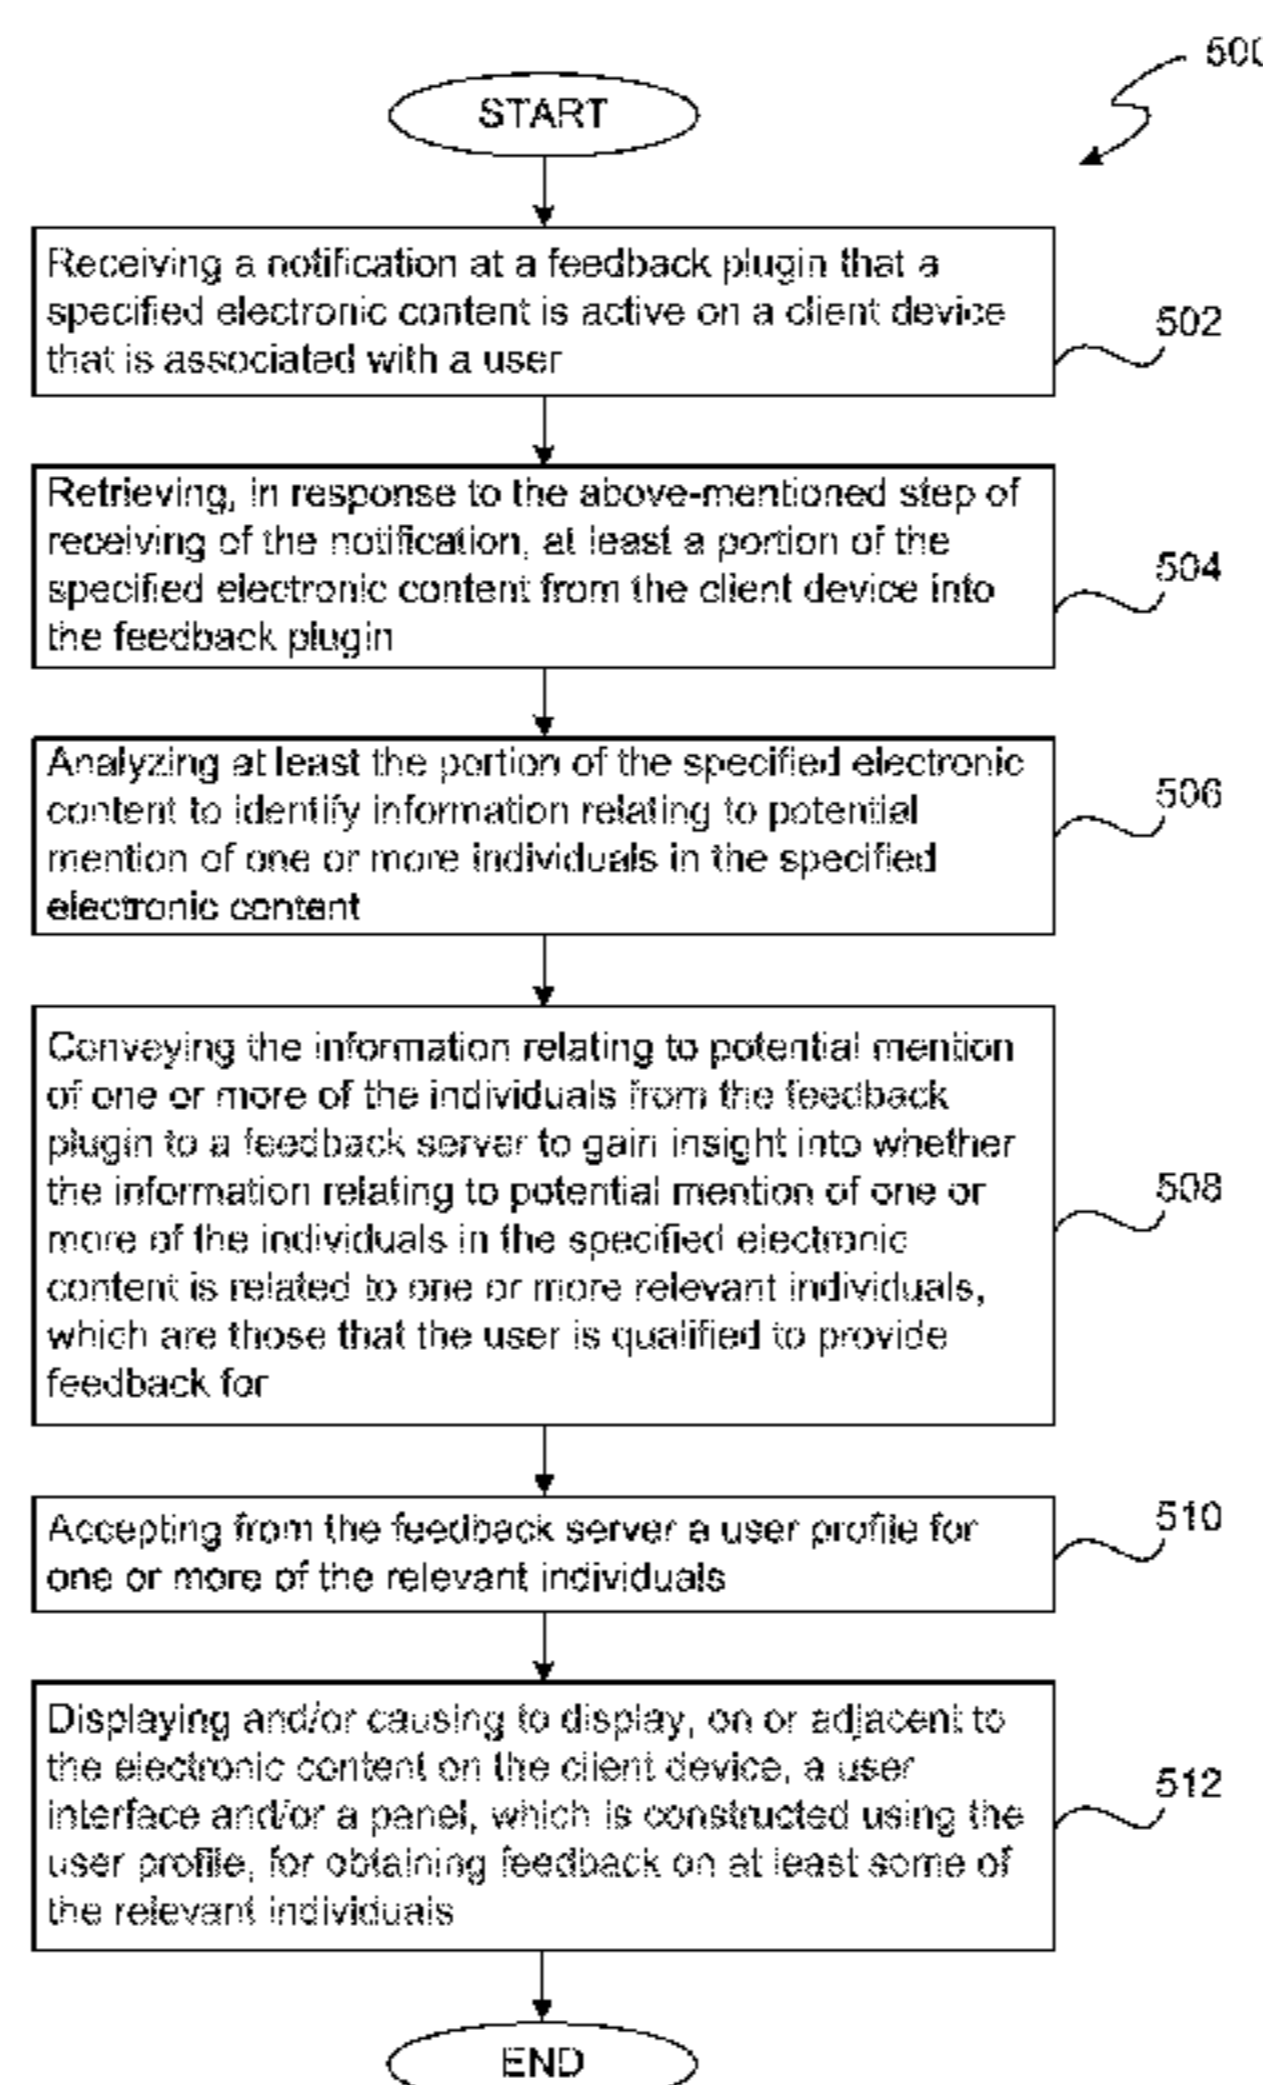 500
START
Receiving a notification at a feedback plugin that a
specified electronic content is active on a client device
that is associated with a user
502
Retrieving, in response to the above-mentioned step of
receiving of the notification, at least a portion of the
specified electronic content from the client device into
the feedback plugin
504
Analyzing at least the portion of the specified electronic
content to identify information relating to potential
mention of one or more individuals in the specified
electronic content
506
Conveying the information relating to potential mention
of one or more of the individuals from the feedback
plugin to a feedback server to gain insight into whether
the information relating to potential mention of one or
more of the individuals in the specified electronic
content is related to one or more relevant individuals,
which are those that the user is qualified to provide
feedback for
508
Accepting from the feedback server a user profile for
one or more of the relevant individuals
510
Displaying and/or causing to display, on or adjacent to
the electronic content on the client device, a user
interface and/or a panel, which is constructed using the
user profile, for obtaining feedback on at least some of
the relevant individuals
512
END